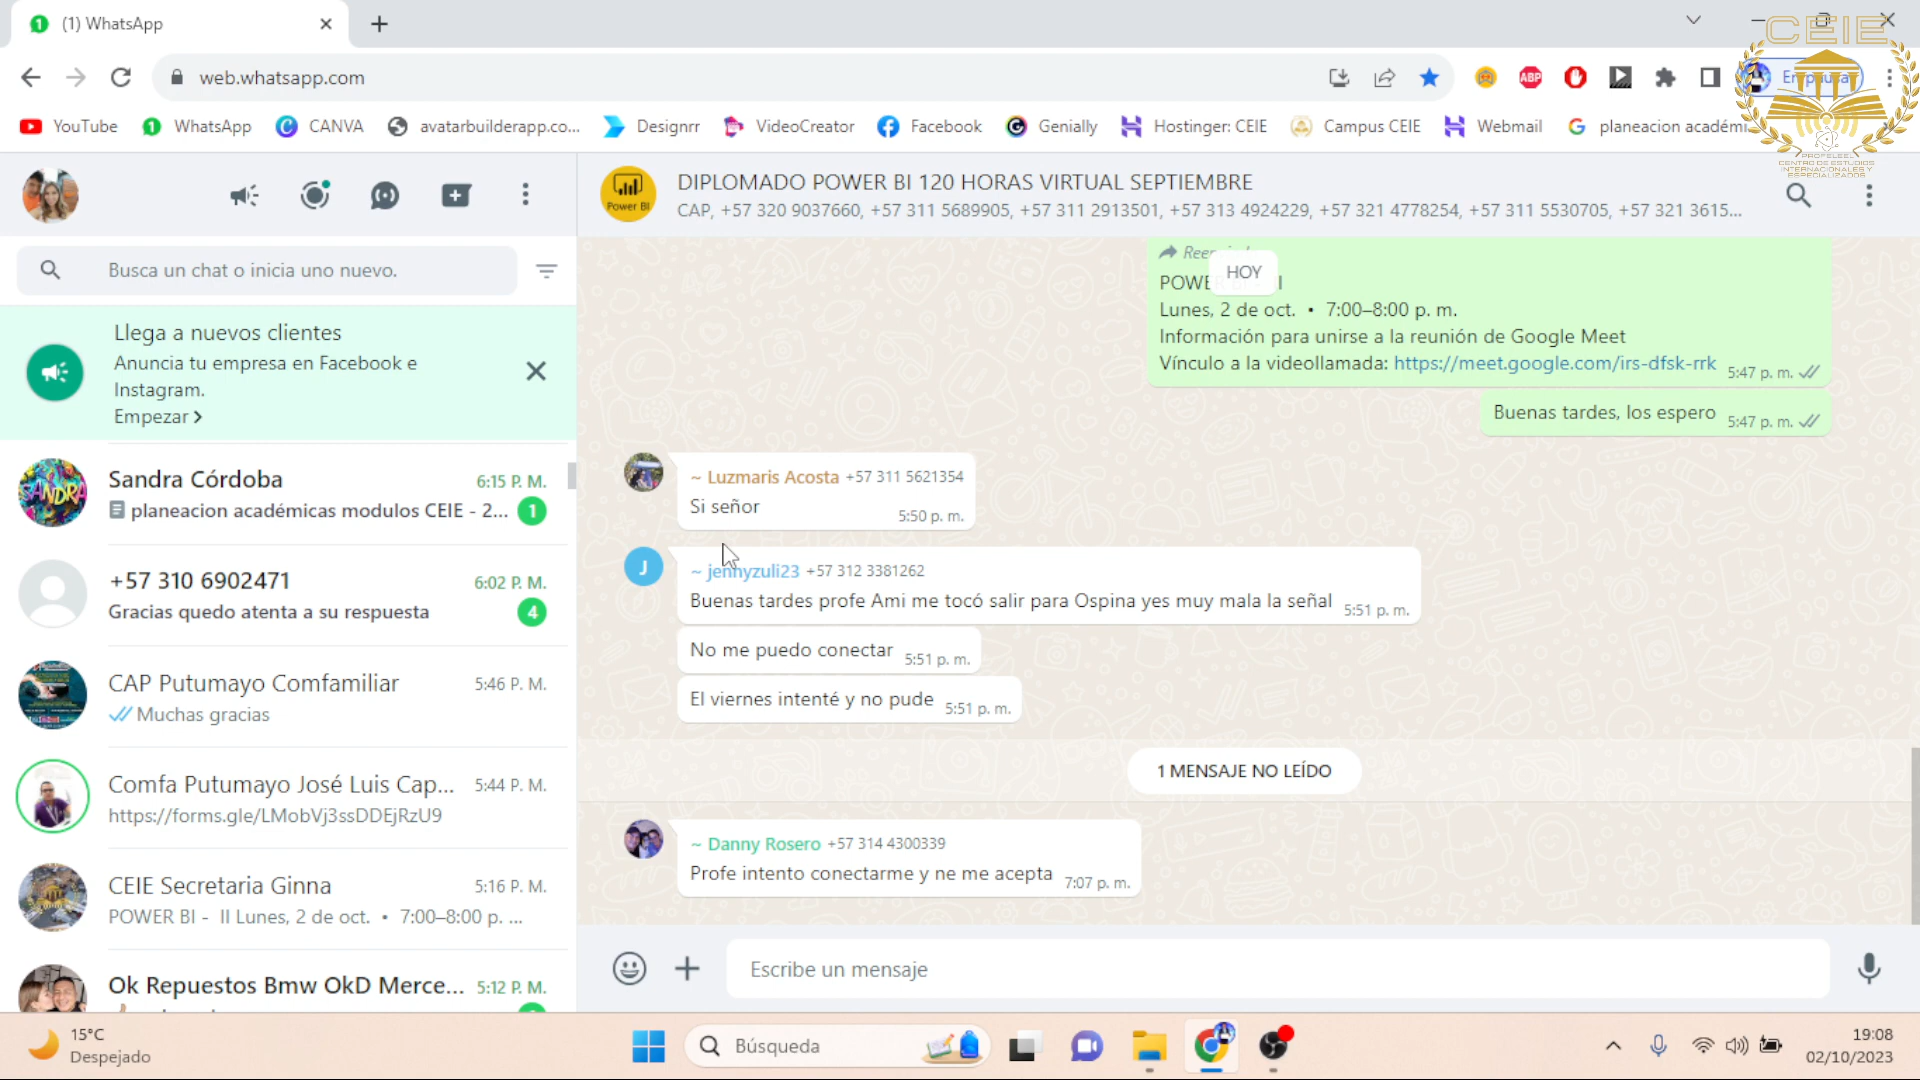 (1) WhatsApp
web.whatsapp.com
YouTube
WhatsApp
CANVA
avatarbuilderapp.co...
Designrr
VideoCreator
Facebook
Genially
Hostinger: CEIE
Campus CEIE
Webmail
planeacion académi
CEIE
PROFELEEL
CENTRO DE ESTUDIOS
INTERNACIONALES Y
ESPECIALIZADOS
DIPLOMADO POWER BI 120 HORAS VIRTUAL SEPTIEMBRE
CAP, +57 320 9037660, +57 311 5689905, +57 311 2913501, +57 313 4924229, +57 321 4778254, +57 311 5530705, +57 321 3615...
Power BI
Busca un chat o inicia uno nuevo.
Llega a nuevos clientes
Anuncia tu empresa en Facebook e
Instagram.
Empezar
Sandra Córdoba
6:15 P. M.
planeacion académicas modulos CEIE - 2...
1
+57 310 6902471
6:02 P. M.
Gracias quedo atenta a su respuesta
4
CAP Putumayo Comfamiliar
5:46 P. M.
Muchas gracias
Comfa Putumayo José Luis Cap...
5:44 P. M.
https://forms.gle/LMobVj3ssDDEjRzU9
CEIE Secretaria Ginna
5:16 P. M.
POWER BI - II Lunes, 2 de oct. • 7:00–8:00 p. ...
Ok Repuestos Bmw OkD Merce...
5:12 P. M.
HOY
Lunes, 2 de oct. • 7:00–8:00 p. m.
Información para unirse a la reunión de Google Meet
Vínculo a la videollamada: https://meet.google.com/irs-dfsk-rrk
5:47 p. m.
Buenas tardes, los espero
5:47 p. m.
~ Luzmaris Acosta +57 311 5621354
Si señor
5:50 p. m.
J
~ jennyzuli23 +57 312 3381262
Buenas tardes profe Ami me tocó salir para Ospina yes muy mala la señal
5:51 p. m.
No me puedo conectar
5:51 p. m.
El viernes intenté y no pude
5:51 p. m.
1 MENSAJE NO LEÍDO
~ Danny Rosero +57 314 4300339
Profe intento conectarme y ne me acepta
7:07 p. m.
Escribe un mensaje
15°C
Despejado
Búsqueda
19:08
02/10/2023